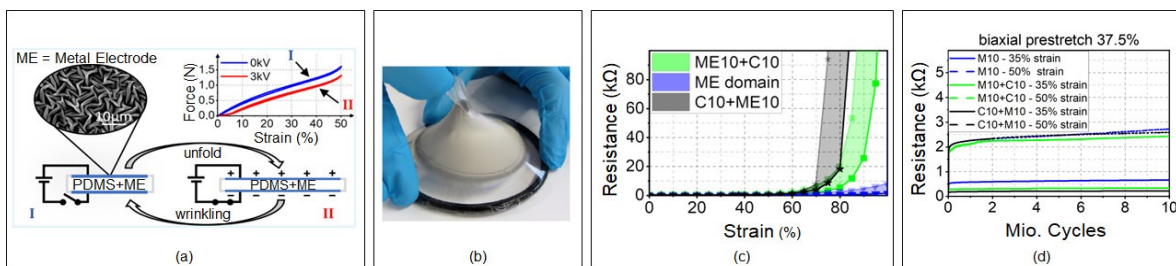 ME = Metal Electrode
10μm
Force (N)
1.5
1.0
0.5
0.0
0kV
3kV
I
II
0 10 20 30 40 50
Strain (%)
unfold
PDMS+ME
+ + + + +
PDMS+ME
− − − − −
wrinkling
I
II
(a)
(b)
Resistance (kΩ)
80
60
40
20
0
ME10+C10
ME domain
C10+ME10
0 20 40 60 80
Strain (%)
(c)
biaxial prestretch 37.5%
Resistance (kΩ)
5
4
3
2
1
0
M10 - 35% strain
M10 - 50% strain
M10+C10 - 35% strain
M10+C10 - 50% strain
C10+M10 - 35% strain
C10+M10 - 50% strain
0 2 4 6 8 10
Mio. Cycles
(d)